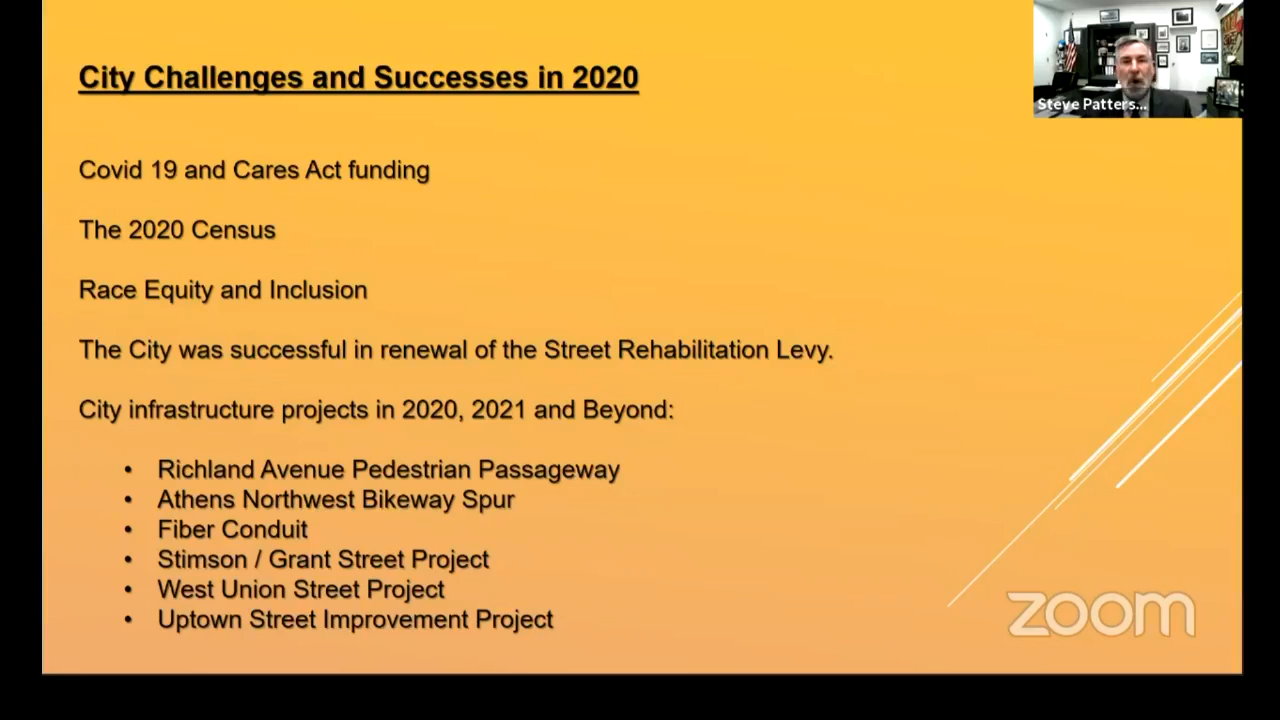 City Challenges and Successes in 2020
Steve Patters...
Covid 19 and Cares Act funding
The 2020 Census
Race Equity and Inclusion
The City was successful in renewal of the Street Rehabilitation Levy.
City infrastructure projects in 2020, 2021 and Beyond:
• Richland Avenue Pedestrian Passageway
• Athens Northwest Bikeway Spur
• Fiber Conduit
• Stimson / Grant Street Project
• West Union Street Project
• Uptown Street Improvement Project
zoom